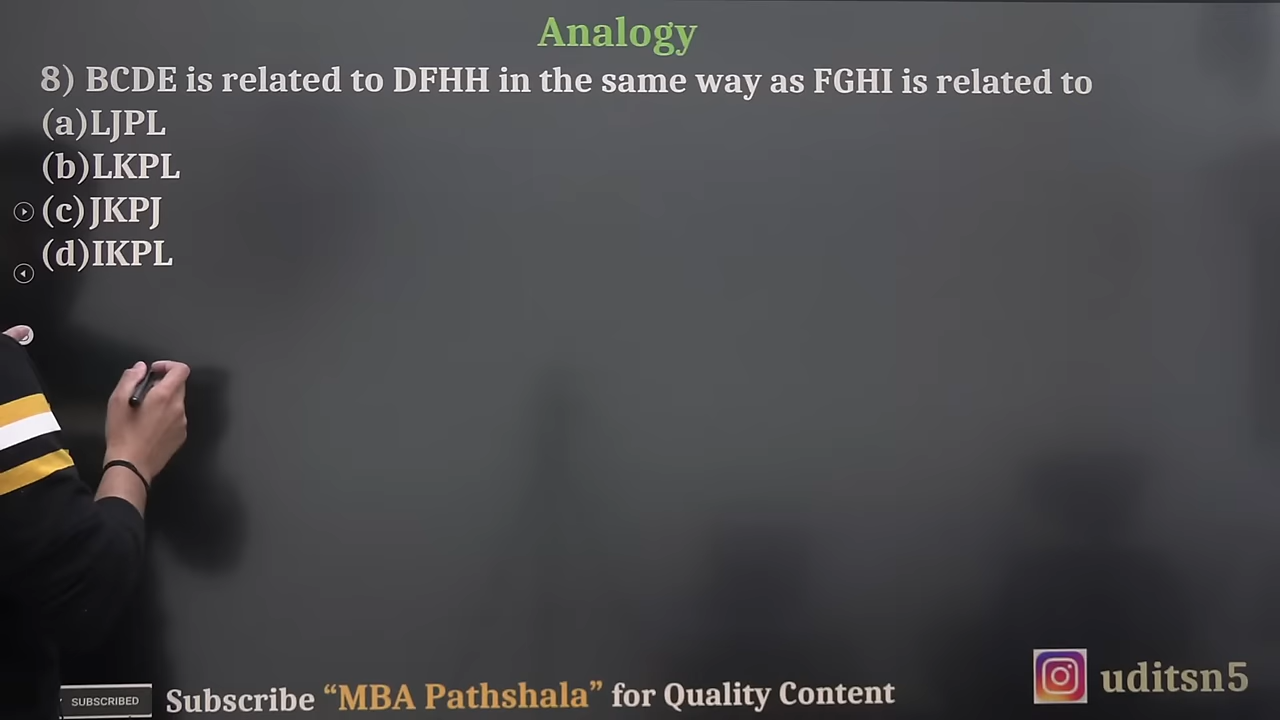 Analogy
8) BCDE is related to DFHH in the same way as FGHI is related to
(a)LJPL
(b)LKPL
(c)JKPJ
(d)IKPL
SUBSCRIBED
Subscribe “MBA Pathshala” for Quality Content
uditsn5